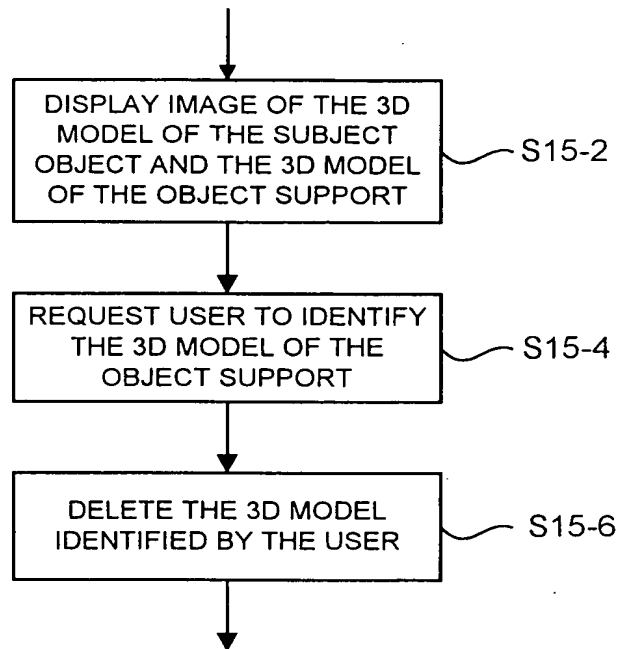 DISPLAY IMAGE OF THE 3D
MODEL OF THE SUBJECT
OBJECT AND THE 3D MODEL
OF THE OBJECT SUPPORT
S15-2
REQUEST USER TO IDENTIFY
THE 3D MODEL OF THE
OBJECT SUPPORT
S15-4
DELETE THE 3D MODEL
IDENTIFIED BY THE USER
S15-6